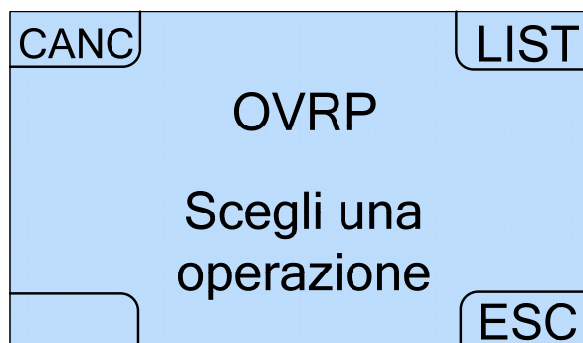 CANC
LIST
OVRP
Scegli una
operazione
ESC